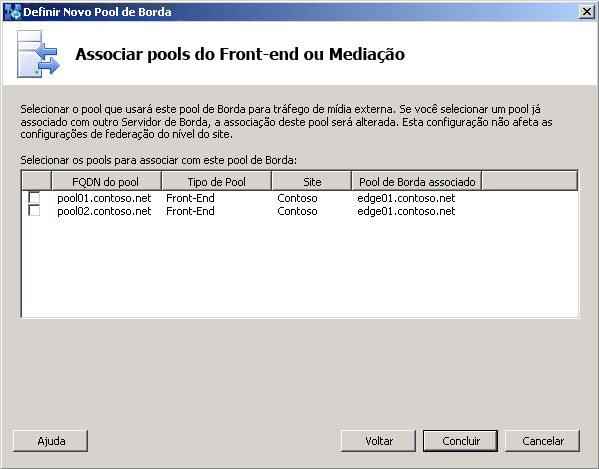 Definir Novo Pool de Borda
Associar pools do Front-end ou Mediação
Selecionar o pool que usará este pool de Borda para tráfego de mídia externa. Se você selecionar um pool já
associado com outro Servidor de Borda, a associação deste pool será alterada. Esta configuração não afeta as
configurações de federação do nível do site.
Selecionar os pools para associar com este pool de Borda:
FQDN do pool Tipo de Pool Site Pool de Borda associado
pool01.contoso.net Front-End Contoso edge01.contoso.net
pool02.contoso.net Front-End Contoso edge01.contoso.net
Ajuda Voltar Concluir Cancelar